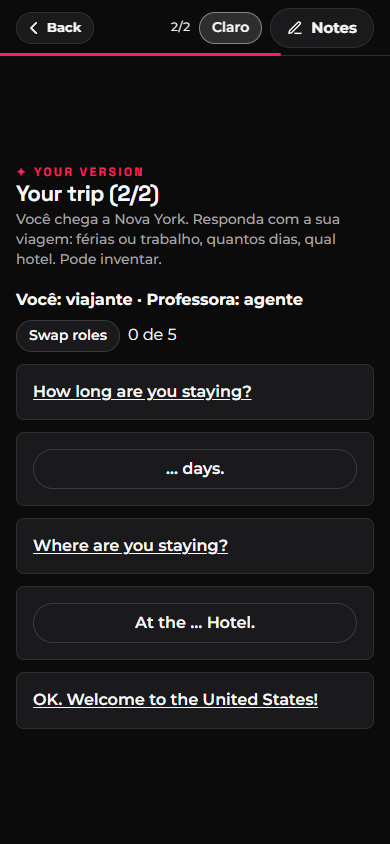 Back
2/2
Claro
Notes
✦ YOUR VERSION
Your trip (2/2)
Você chega a Nova York. Responda com a sua
viagem: férias ou trabalho, quantos dias, qual
hotel. Pode inventar.
Você: viajante · Professora: agente
Swap roles
0 de 5
How long are you staying?
... days.
Where are you staying?
At the ... Hotel.
OK. Welcome to the United States!